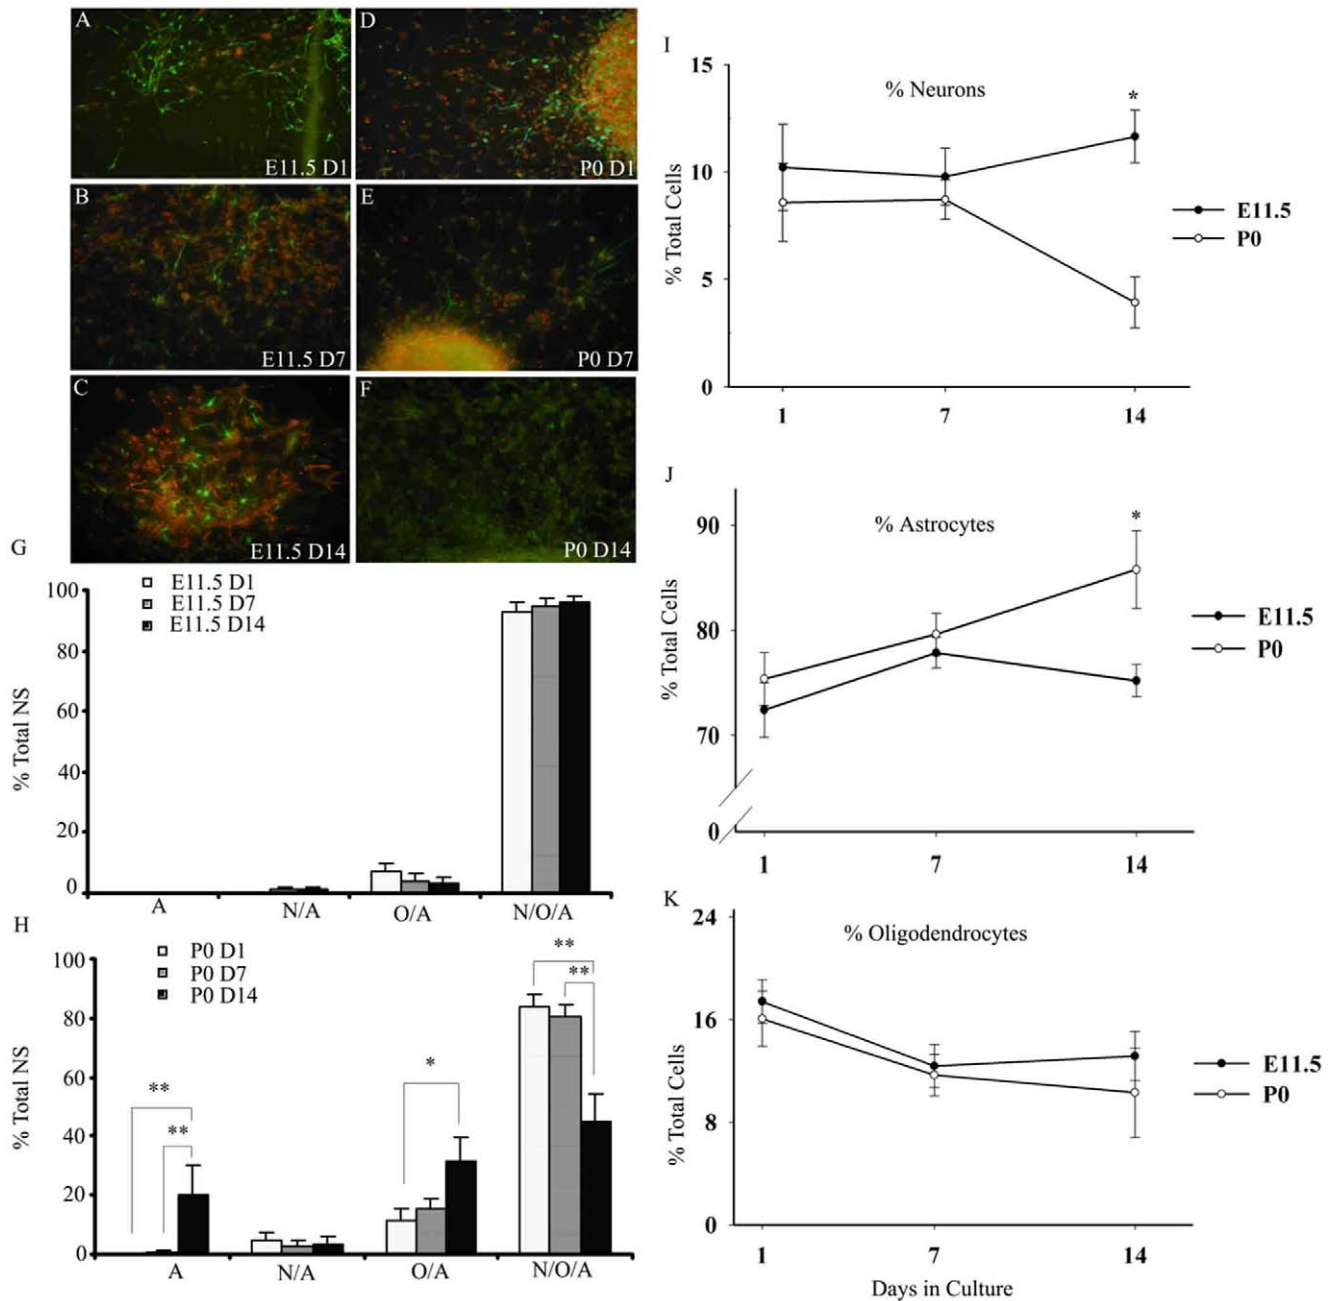 A
E11.5 D1
D
P0 D1
B
E11.5 D7
E
P0 D7
C
E11.5 D14
F
P0 D14
G
E11.5 D1
E11.5 D7
E11.5 D14
100
80
60
40
20
0
% Total NS
A
N/A
O/A
N/O/A
H
P0 D1
P0 D7
P0 D14
100
80
60
40
20
0
% Total NS
**
**
*
**
**
A
N/A
O/A
N/O/A
I
% Neurons
*
15
10
5
0
% Total Cells
1
7
14
E11.5
P0
J
% Astrocytes
*
90
80
70
0
% Total Cells
1
7
14
E11.5
P0
K
% Oligodendrocytes
24
16
8
0
% Total Cells
1
7
14
Days in Culture
E11.5
P0